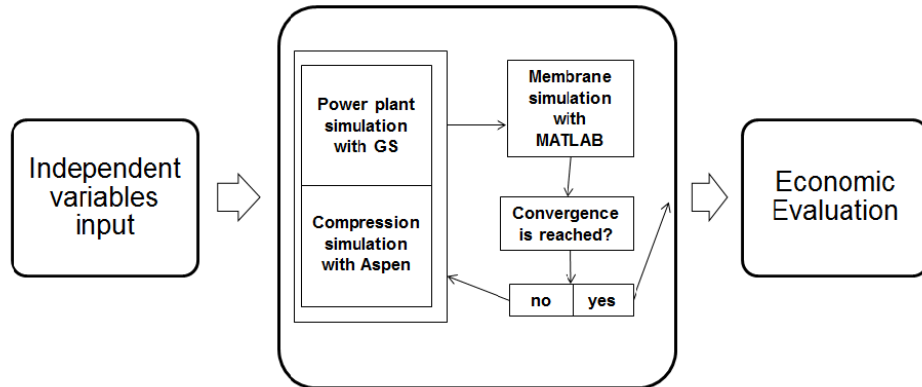 Independent
variables
input
Power plant
simulation
with GS
Compression
simulation
with Aspen
Membrane
simulation
with
MATLAB
Convergence
is reached?
no yes
Economic
Evaluation